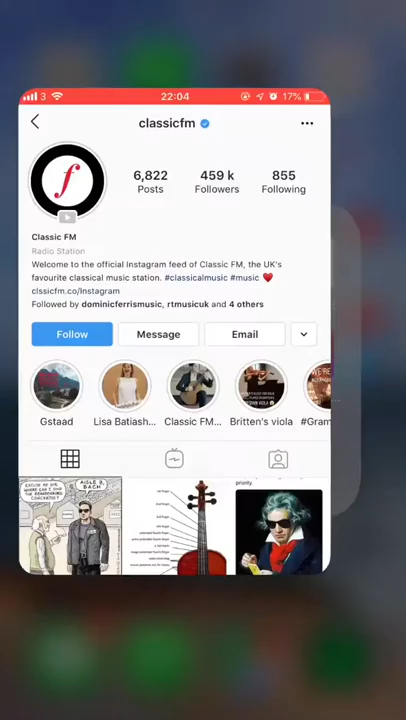 3 22:04 17%
classicfm
6,822 459 k 855
Posts Followers Following
Classic FM
Radio Station
Welcome to the official Instagram feed of Classic FM, the UK's
favourite classical music station. #classicalmusic #music
clssicfm.co/Instagram
Followed by dominicferrismusic, rtmusicuk and 4 others
Follow Message Email
Gstaad Lisa Batiash... Classic FM... Britten's viola #Gram
AISLE B,
BACH
priority.